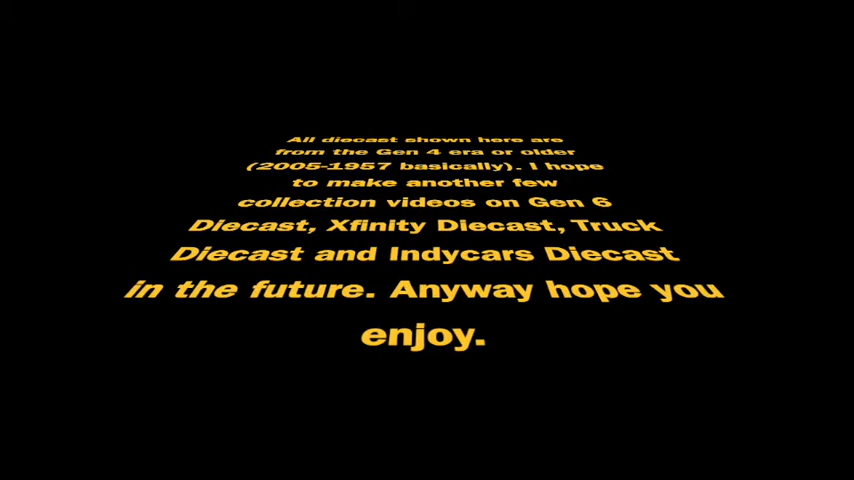 All diecast shown here are
from the Gen 4 era or older
(2005-1957 basically). I hope
to make another few
collection videos on Gen 6
Diecast, Xfinity Diecast, Truck
Diecast and Indycars Diecast
in the future. Anyway hope you
enjoy.